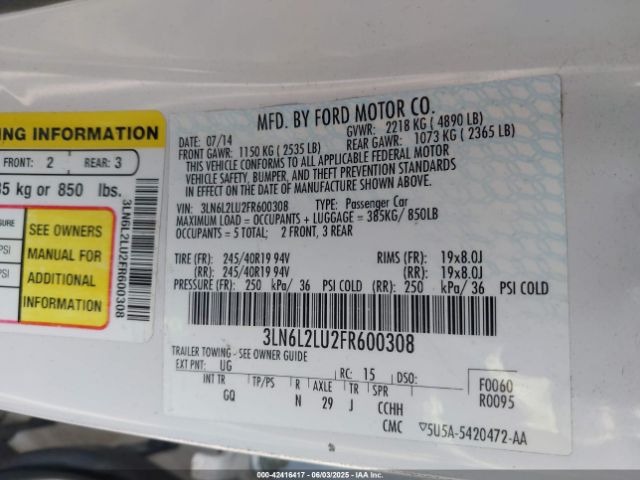 ING INFORMATION
FRONT: 2 REAR: 3
35 kg or 850 lbs.
SEE OWNERS
MANUAL FOR
ADDITIONAL
INFORMATION
PSI
PSI
3LN6L2LU2FR600308
MFD. BY FORD MOTOR CO.
DATE: 07/14 GVWR: 2218 KG ( 4890 LB)
FRONT GAWR: 1150 KG ( 2535 LB) REAR GAWR: 1073 KG ( 2365 LB)
THIS VEHICLE CONFORMS TO ALL APPLICABLE FEDERAL MOTOR
VEHICLE SAFETY, BUMPER, AND THEFT PREVENTION STANDARDS
IN EFFECT ON THE DATE OF MANUFACTURE SHOWN ABOVE.
VIN: 3LN6L2LU2FR600308 TYPE: Passenger Car
MAXIMUM LOAD = OCCUPANTS + LUGGAGE = 385KG/ 850LB
OCCUPANTS = 5 TOTAL: 2 FRONT, 3 REAR
TIRE (FR): 245/40R19 94V RIMS (FR): 19x8.0J
(RR): 245/40R19 94V (RR): 19x8.0J
PRESSURE (FR): 250 kPa/ 36 PSI COLD (RR): 250 kPa/ 36 PSI COLD
3LN6L2LU2FR600308
TRAILER TOWING - SEE OWNER GUIDE
EXT PNT: UG RC: 15 DSO: F0060
INT TR TP/PS R AXLE TR SPR R0095
GQ N 29 J CCHH
CMC 5U5A-5420472-AA
000-42416417 - 06/03/2025 - IAAI.COM